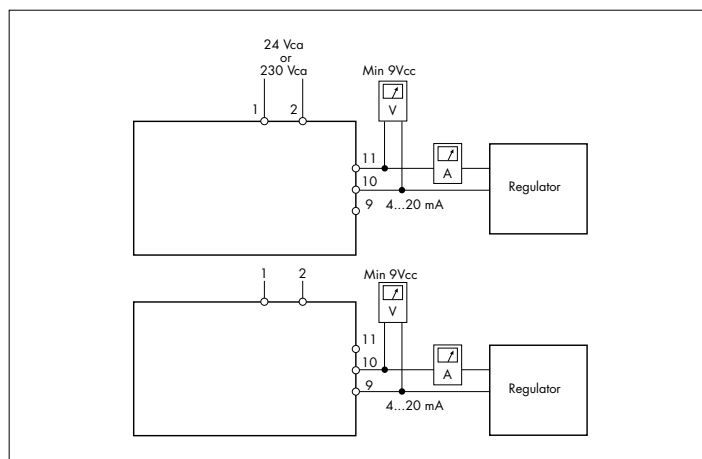 24 Vca
or
230 Vca
1 2
Min 9Vcc
V
11
A
10
Regulator
9
4...20 mA
1 2
Min 9Vcc
V
11
A
10
Regulator
9
4...20 mA